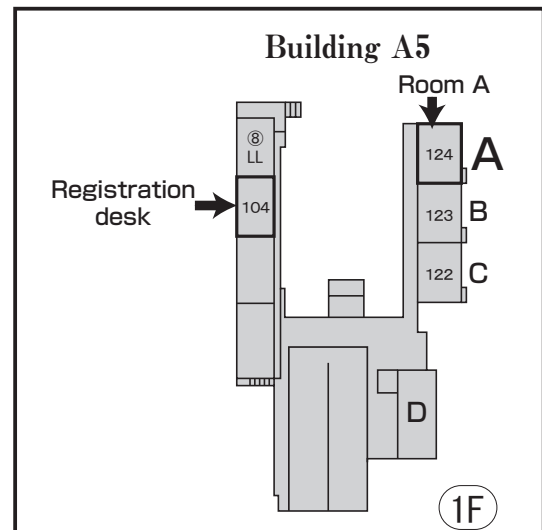 Building A5
Room A
⑧
LL
124
A
Registration
desk
104
123
B
122
C
D
1F